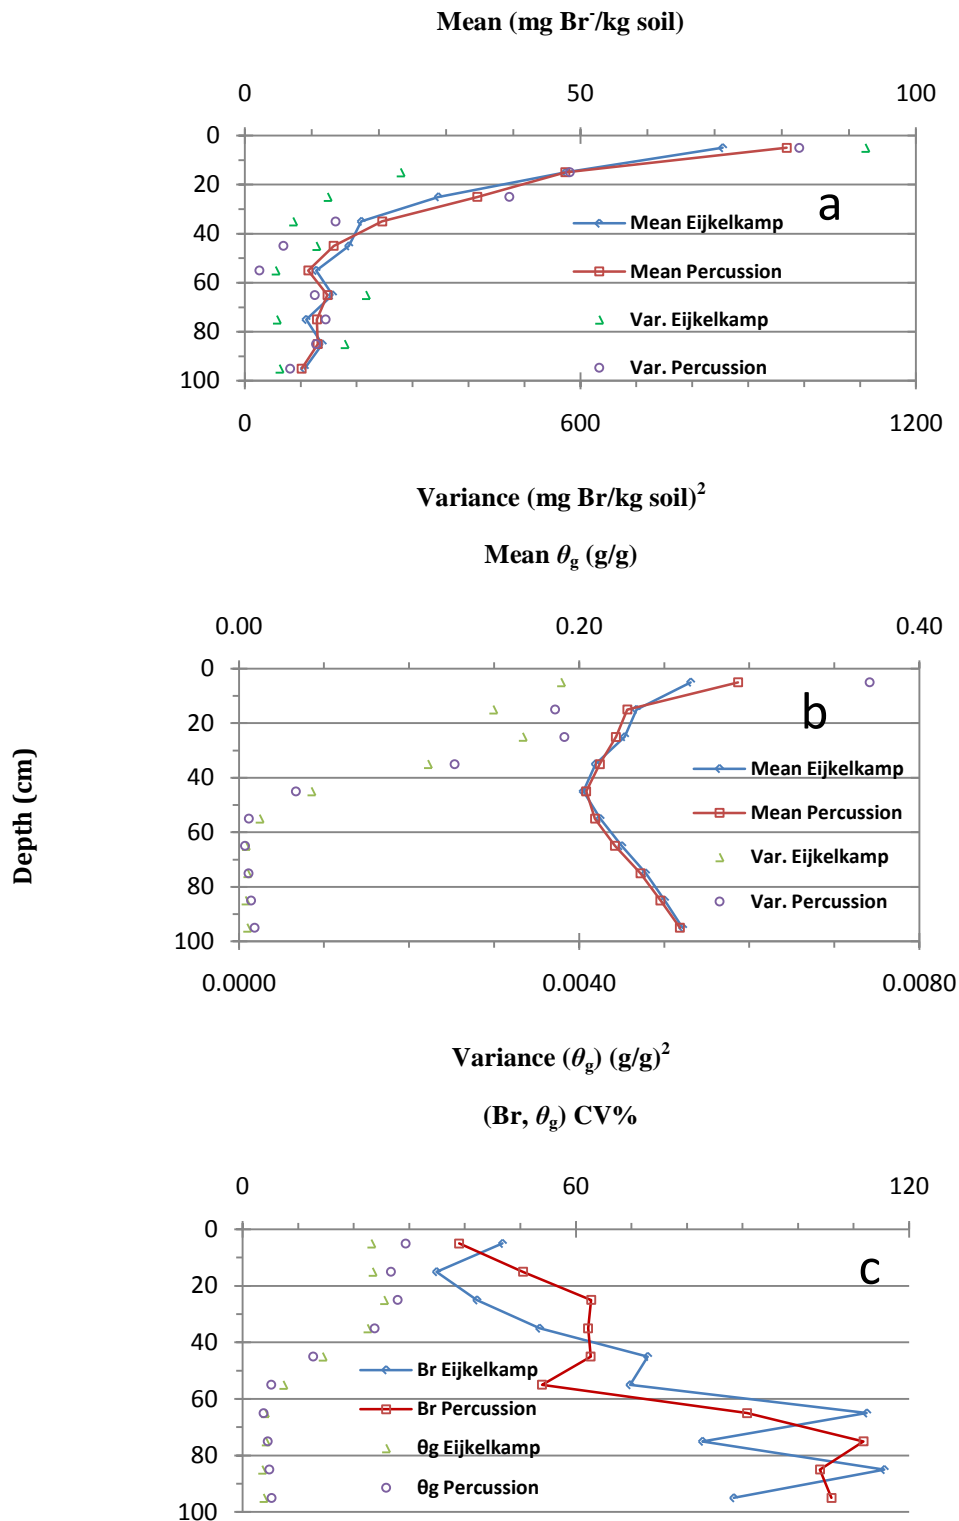 Mean (mg Br⁻/kg soil)
0 50 100
0
20
40
60
80
100
a
Mean Eijkelkamp
Mean Percussion
Var. Eijkelkamp
Var. Percussion
0 600 1200
Variance (mg Br/kg soil)²
Mean θg (g/g)
0.00 0.20 0.40
0
20
40
60
80
100
b
Mean Eijkelkamp
Mean Percussion
Var. Eijkelkamp
Var. Percussion
Depth (cm)
0.0000 0.0040 0.0080
Variance (θg) (g/g)²
(Br, θg) CV%
0 60 120
0
20
40
60
80
100
c
Br Eijkelkamp
Br Percussion
θg Eijkelkamp
θg Percussion